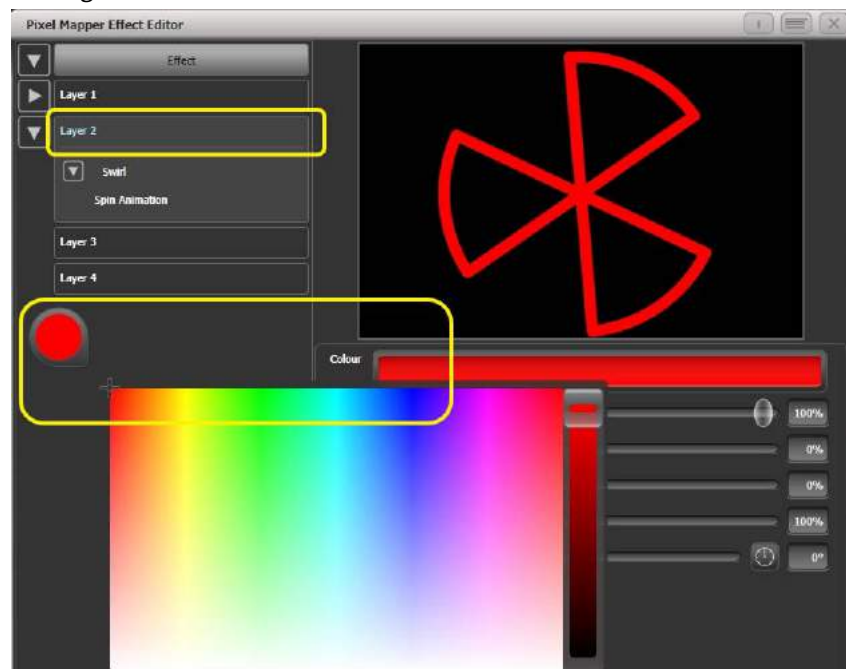 Pixel Mapper Effect Editor
Effect
Layer 1
Layer 2
Swirl
Spin Animation
Layer 3
Layer 4
Colour
100%
0%
0%
100%
0°